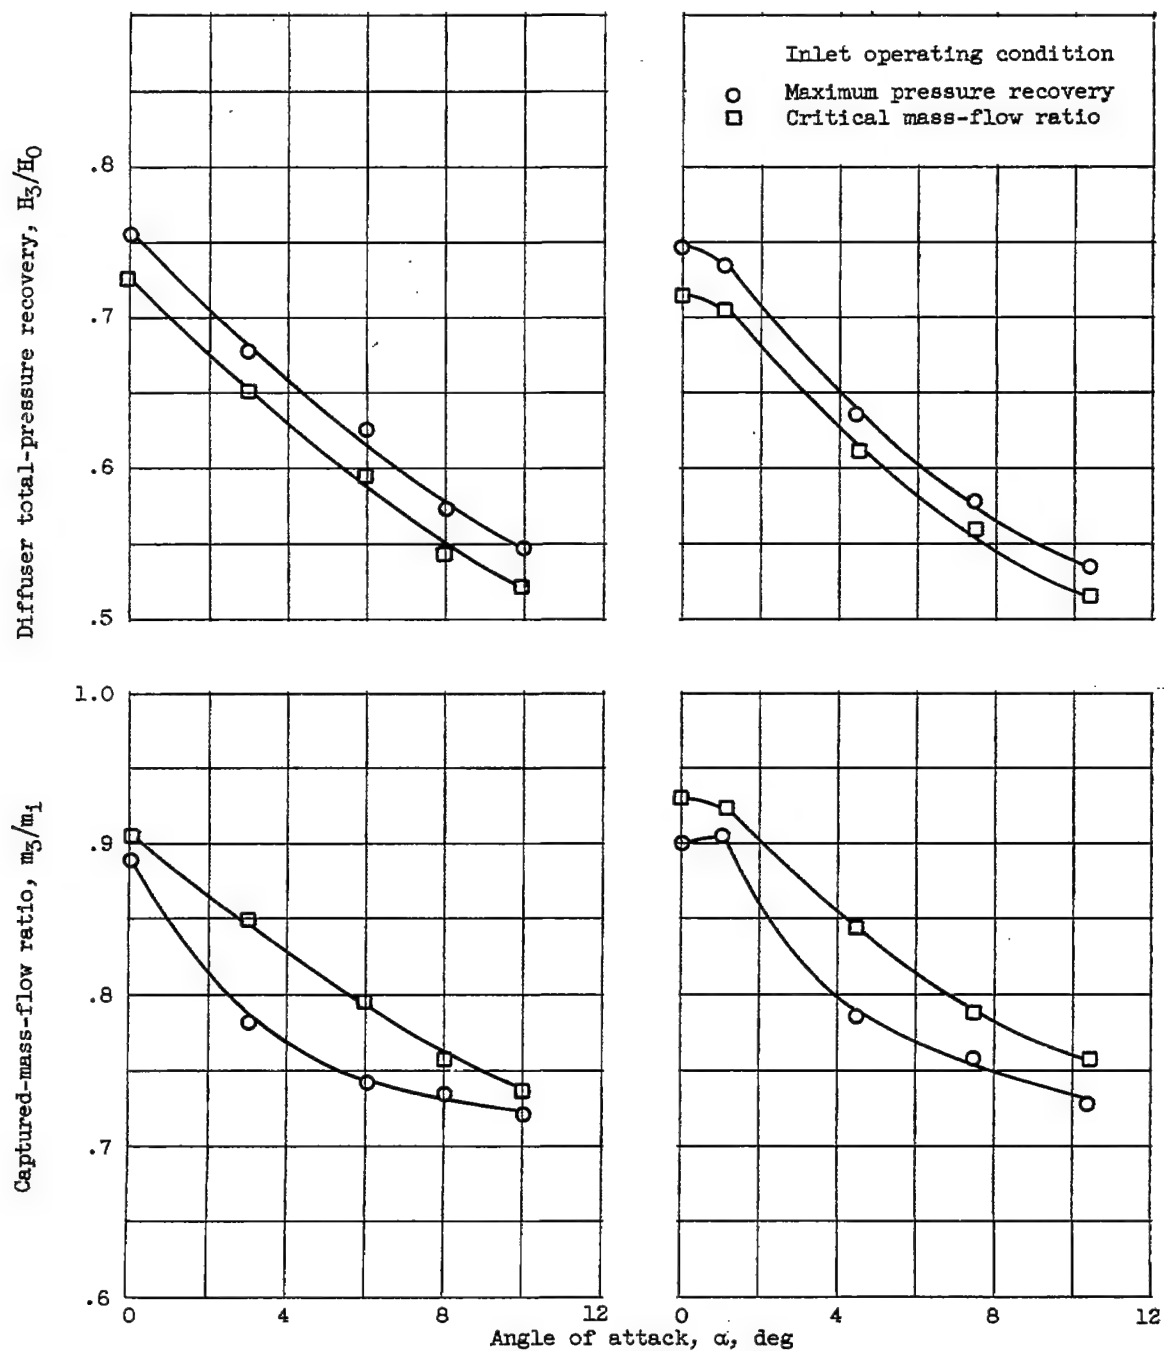 Inlet operating condition
Maximum pressure recovery
Critical mass-flow ratio
Diffuser total-pressure recovery, H3/H0
.8
.7
.6
.5
Captured-mass-flow ratio, m3/mi
1.0
.9
.8
.7
.6
0 4 8 12
0 4 8 12
Angle of attack, α, deg